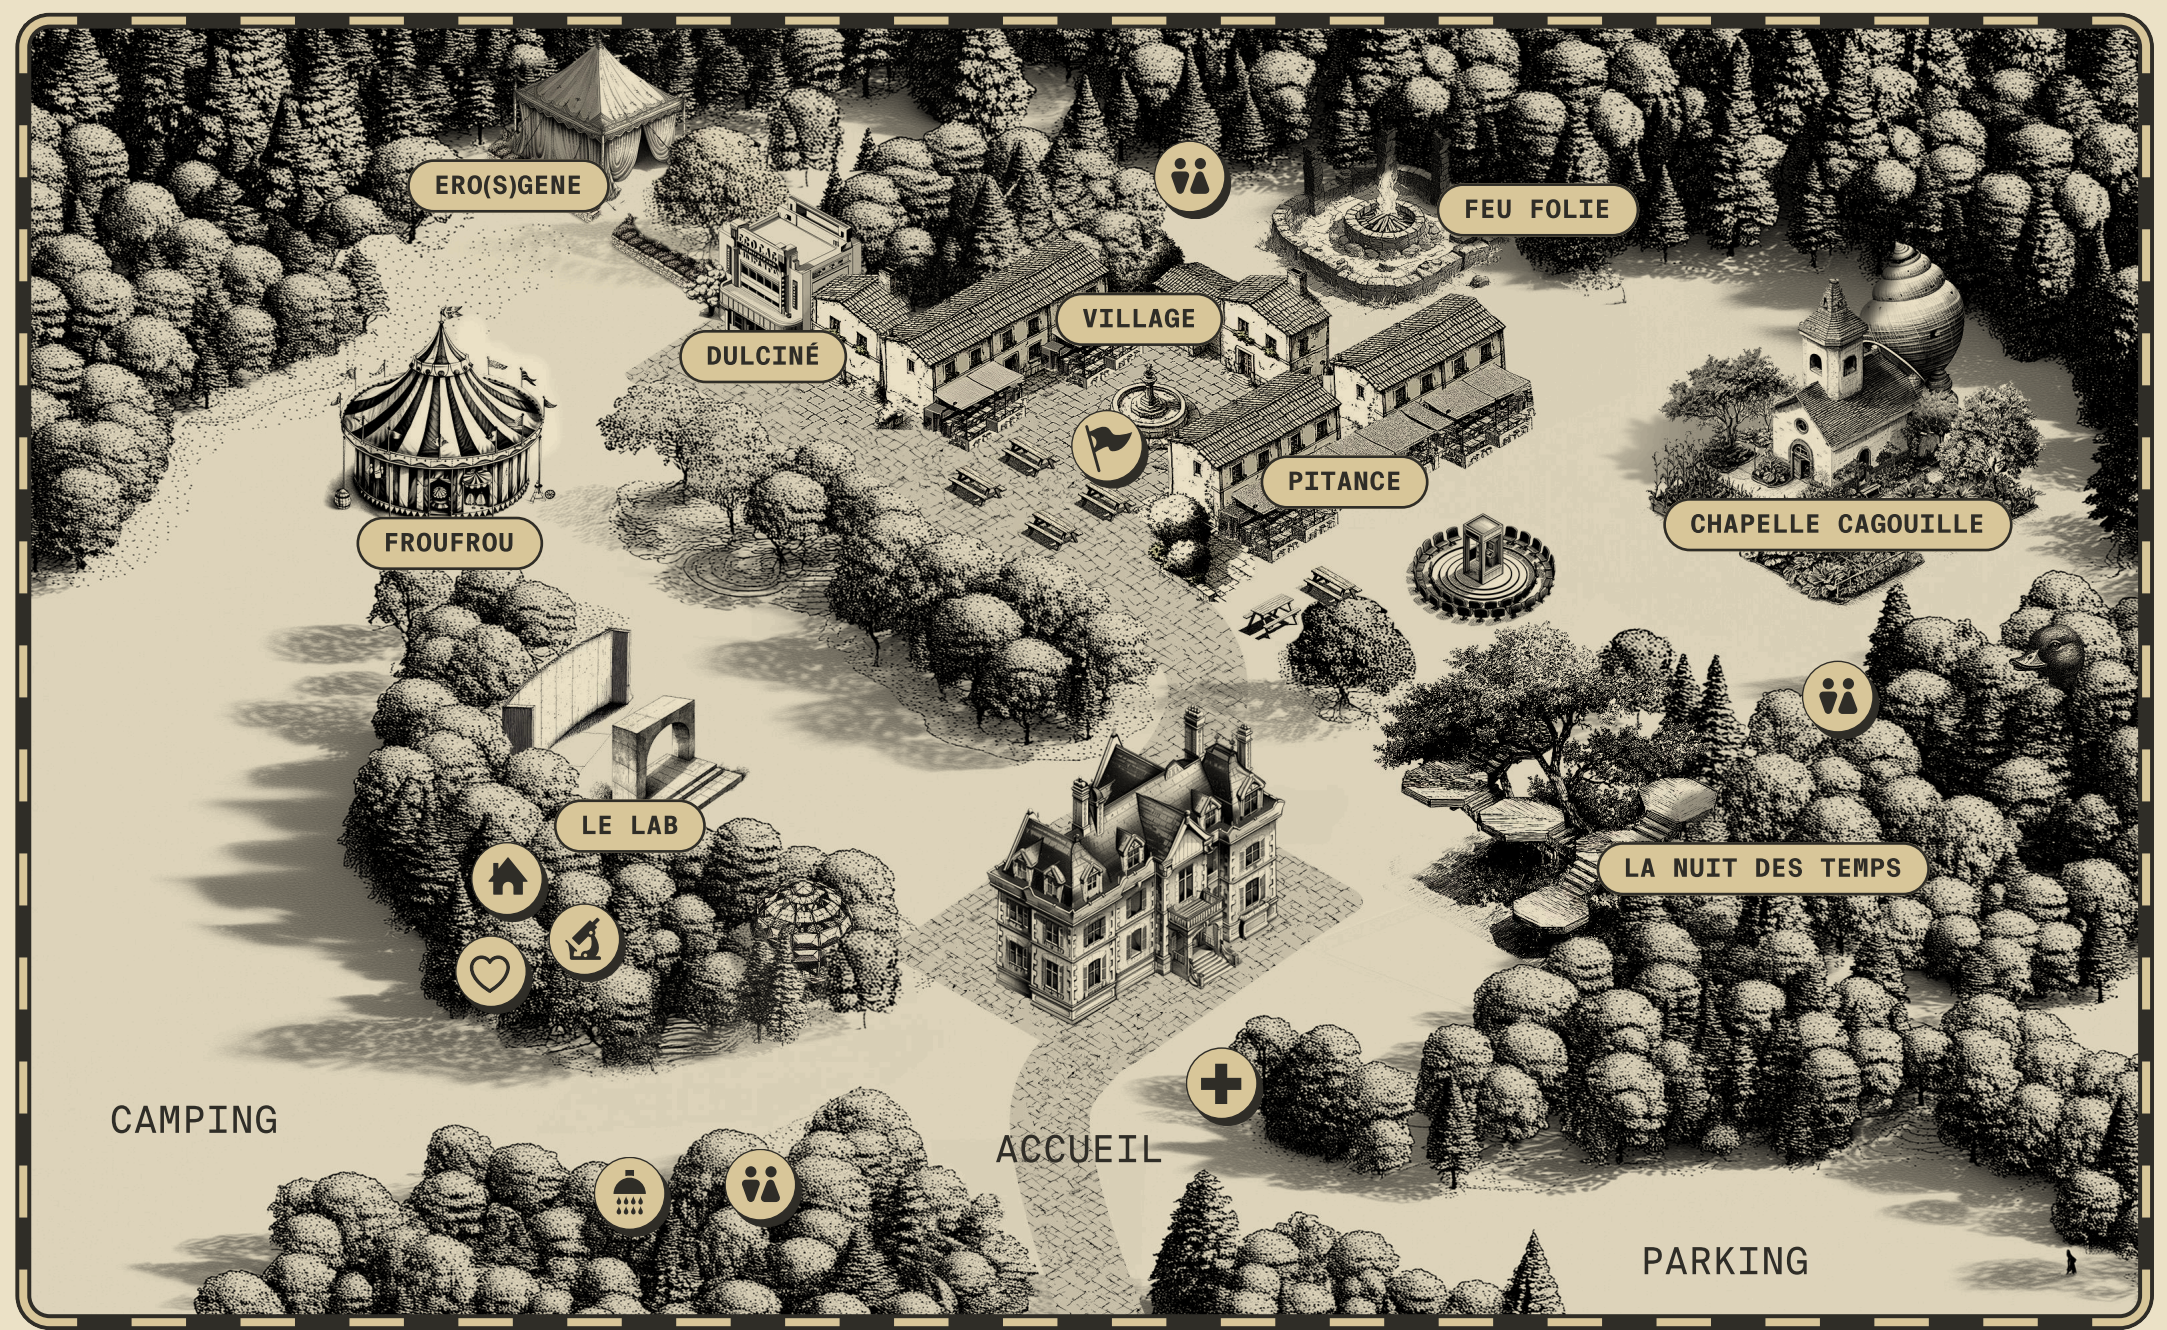 ERO(S)GENE
FEU FOLIE
VILLAGE
DULCINÉ
PITANCE
CHAPELLE CAGOUILLE
FROUFROU
LE LAB
LA NUIT DES TEMPS
CAMPING
ACCUEIL
PARKING